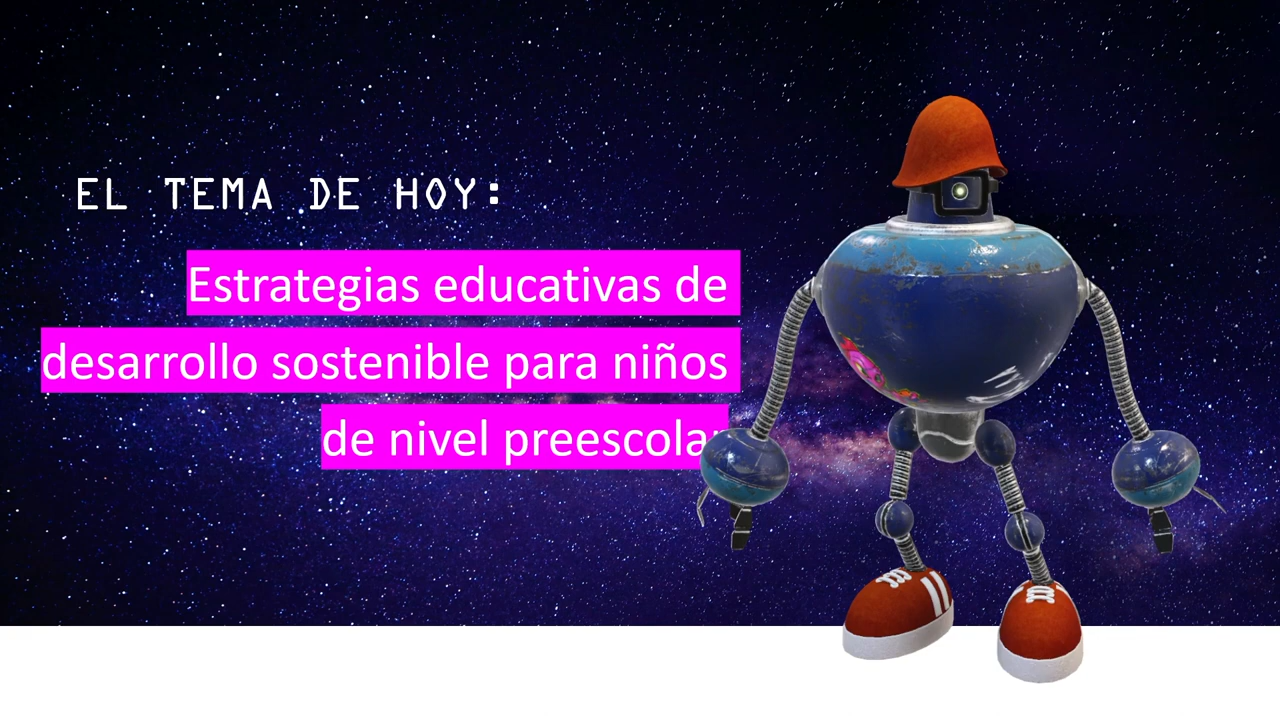 EL TEMA DE HOY:
Estrategias educativas de
desarrollo sostenible para niños
de nivel preescolar